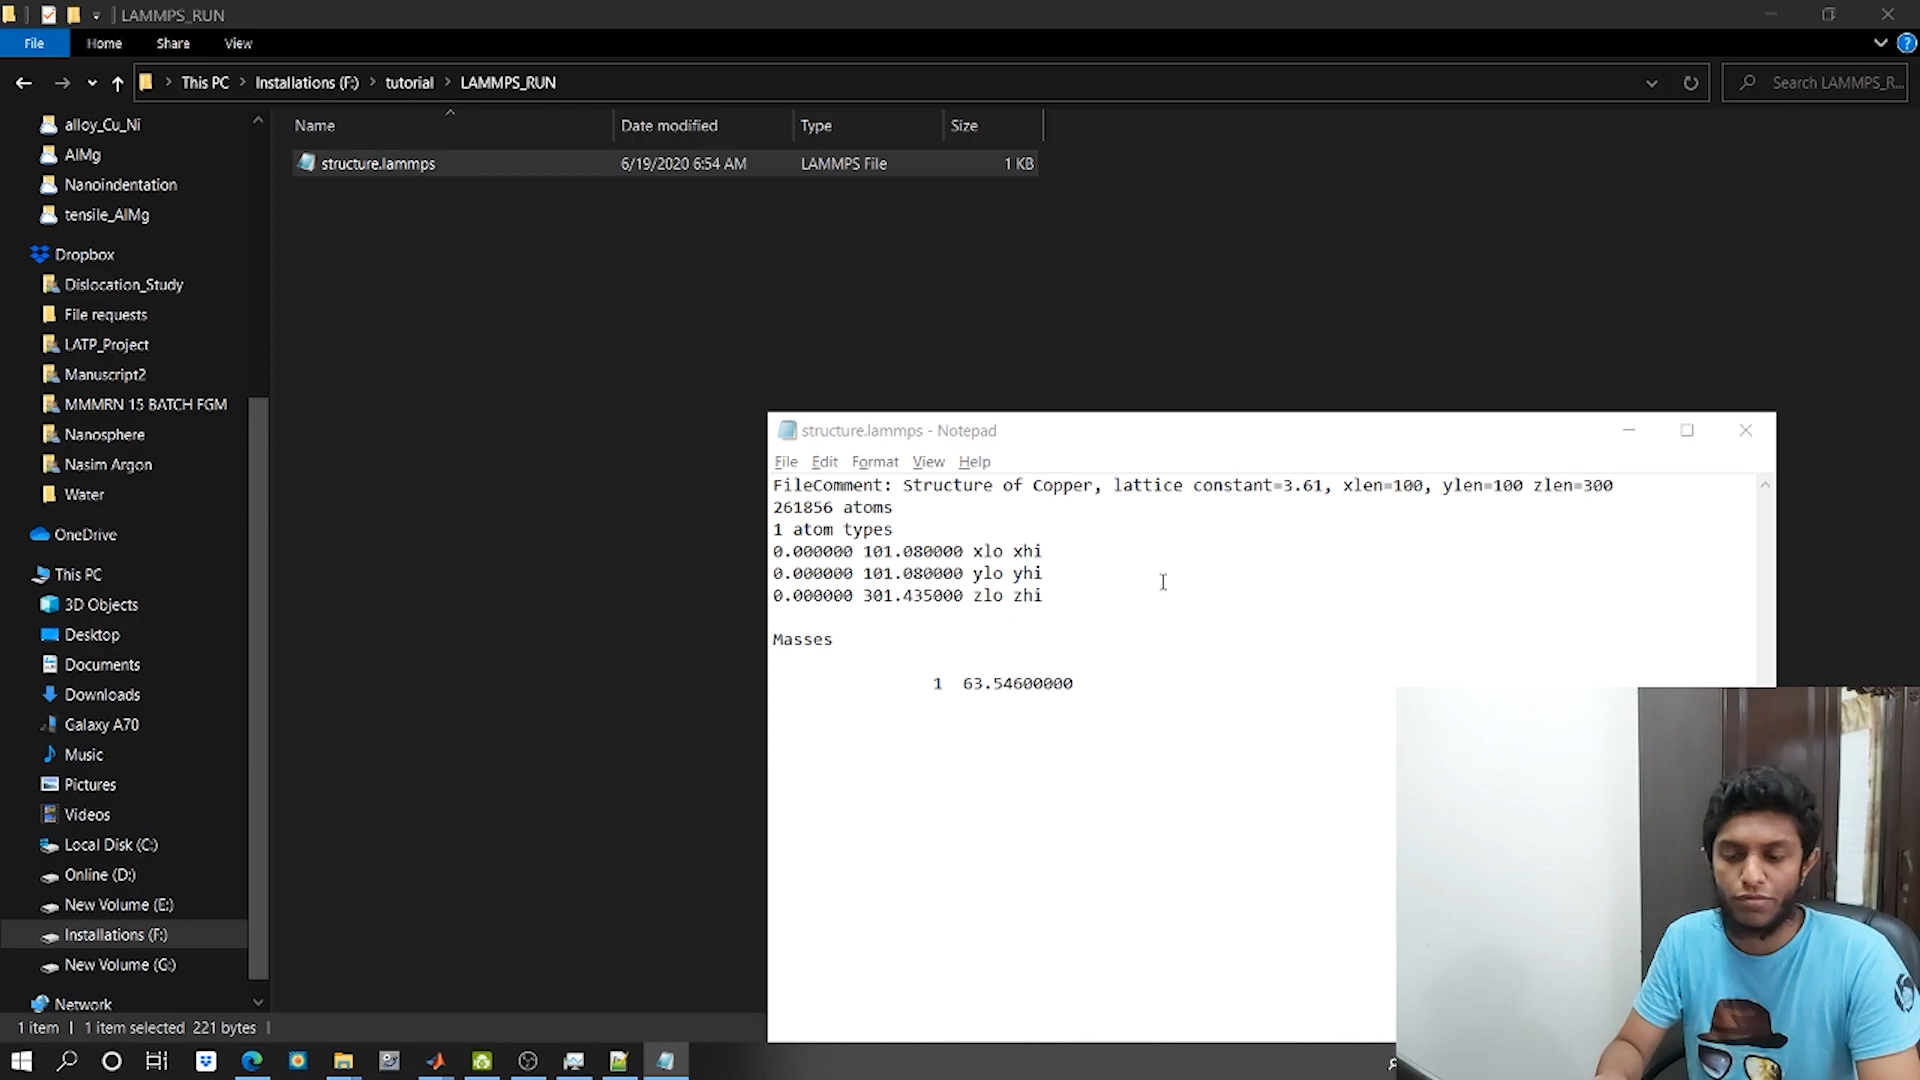 LAMMPS_RUN
File Home Share View
This PC Installations (F:) tutorial LAMMPS_RUN
Search LAMMPS_R...
Name Date modified Type Size
structure.lammps 6/19/2020 6:54 AM LAMMPS File 1 KB
alloy_Cu_Ni
AlMg
Nanoindentation
tensile_AlMg
Dropbox
Dislocation_Study
File requests
LATP_Project
Manuscript2
MMMRN 15 BATCH FGM
Nanosphere
Nasim Argon
Water
OneDrive
This PC
3D Objects
Desktop
Documents
Downloads
Galaxy A70
Music
Pictures
Videos
Local Disk (C:)
Online (D:)
New Volume (E:)
Installations (F:)
New Volume (G:)
Network
1 item 1 item selected 221 bytes
structure.lammps - Notepad
File Edit Format View Help
FileComment: Structure of Copper, lattice constant=3.61, xlen=100, ylen=100 zlen=300
261856 atoms
1 atom types
0.000000 101.080000 xlo xhi
0.000000 101.080000 ylo yhi
0.000000 301.435000 zlo zhi
Masses
1 63.54600000